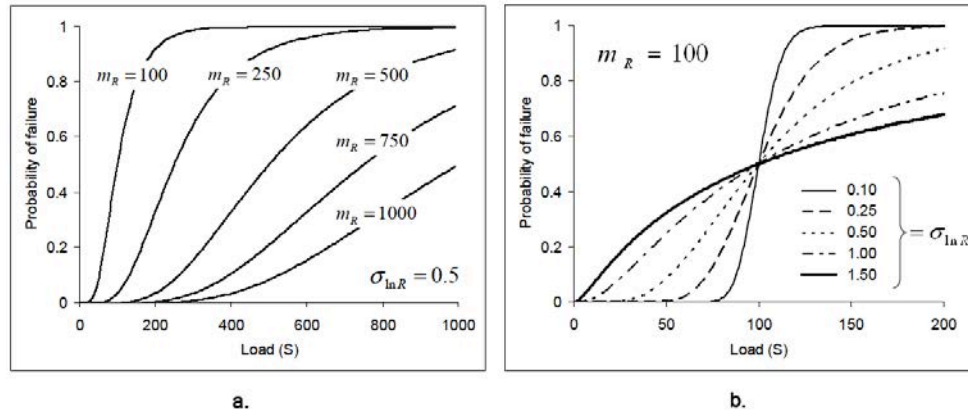 Probability of failure
1
0.8
0.6
0.4
0.2
0
m_R = 100
m_R = 250
m_R = 500
m_R = 750
m_R = 1000
σ_ln R = 0.5
0 200 400 600 800 1000
Load (S)
a.
Probability of failure
1
0.8
0.6
0.4
0.2
0
m_R = 100
0.10
0.25
0.50
1.00
1.50
= σ_ln R
0 50 100 150 200
Load (S)
b.